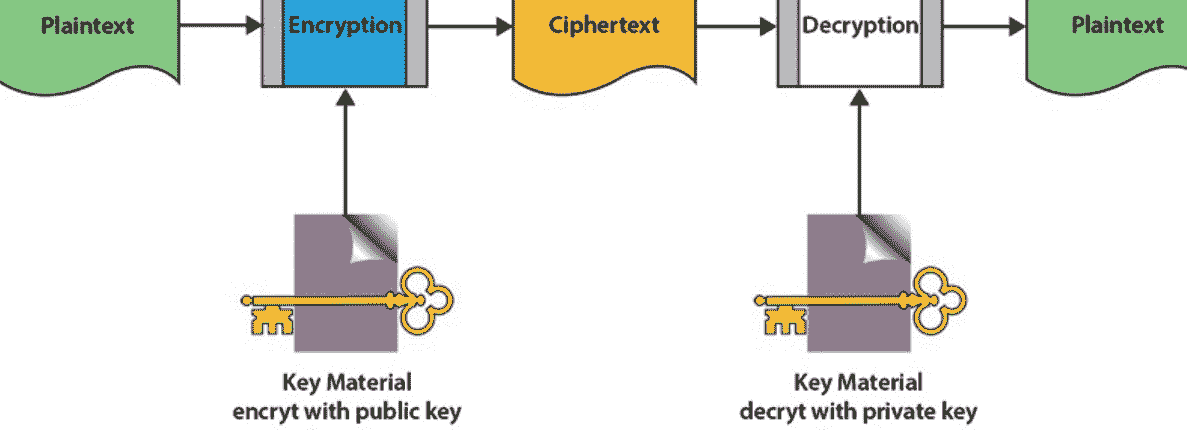 Plaintext
Encryption
Ciphertext
Decryption
Plaintext
Key Material
encryt with public key
Key Material
decryt with private key